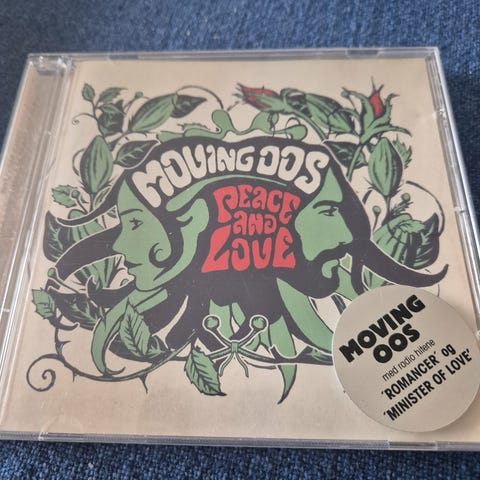 MOVING OOS
PEACE
AND
LOVE
MOVING
OOS
med radio hitene
'ROMANCER' og
'MINISTER OF LOVE'